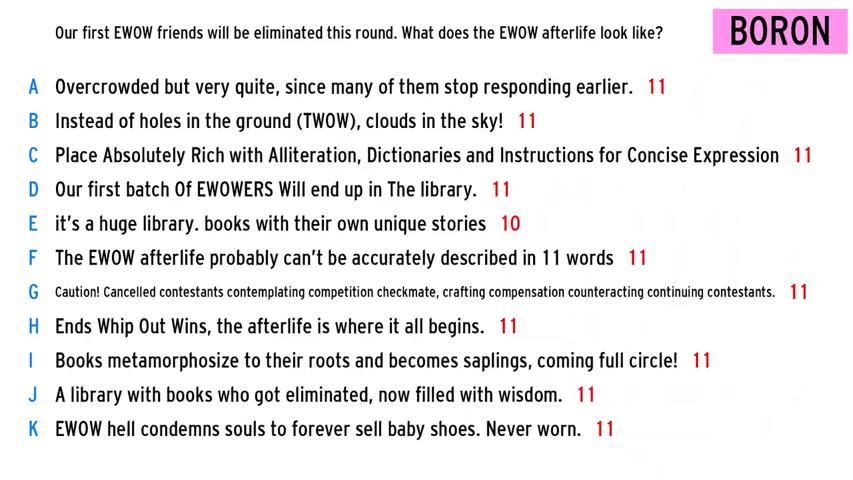 Our first EWOW friends will be eliminated this round. What does the EWOW afterlife look like?
BORON
A Overcrowded but very quite, since many of them stop responding earlier. 11
B Instead of holes in the ground (TWOW), clouds in the sky! 11
C Place Absolutely Rich with Alliteration, Dictionaries and Instructions for Concise Expression 11
D Our first batch Of EWOWERS Will end up in The library. 11
E it's a huge library. books with their own unique stories 10
F The EWOW afterlife probably can't be accurately described in 11 words 11
G Caution! Cancelled contestants contemplating competition checkmate, crafting compensation counteracting continuing contestants. 11
H Ends Whip Out Wins, the afterlife is where it all begins. 11
I Books metamorphosize to their roots and becomes saplings, coming full circle! 11
J A library with books who got eliminated, now filled with wisdom. 11
K EWOW hell condemns souls to forever sell baby shoes. Never worn. 11